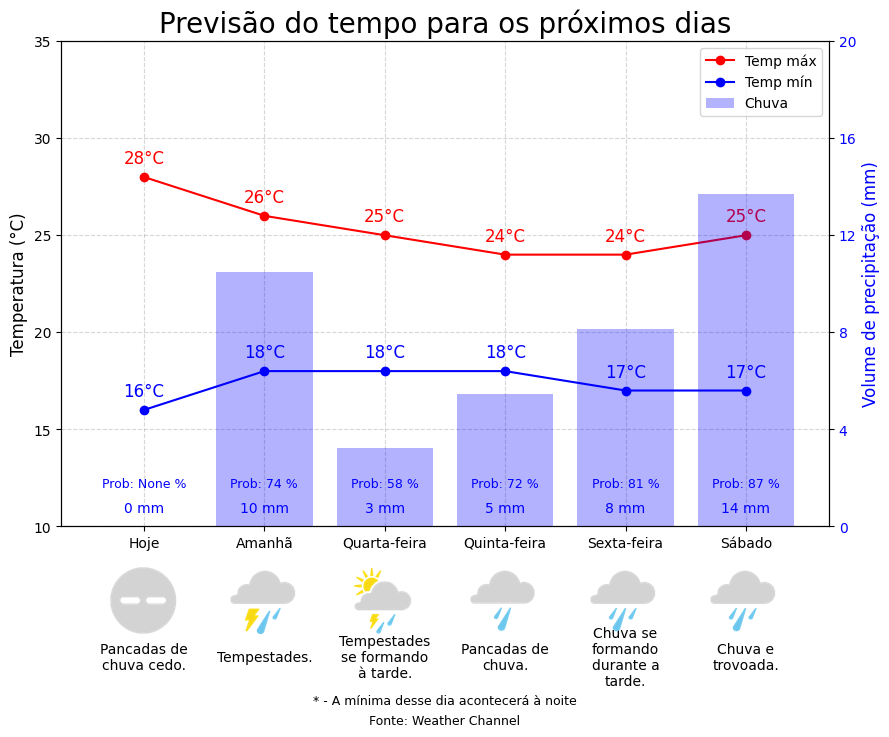 Previsão do tempo para os próximos dias
35
30
25
20
15
10
Temperatura (°C)
20
16
12
8
4
0
Volume de precipitação (mm)
Temp máx
Temp mín
Chuva
28°C
26°C
25°C
24°C
24°C
25°C
16°C
18°C
18°C
18°C
17°C
17°C
Prob: None %
Prob: 74 %
Prob: 58 %
Prob: 72 %
Prob: 81 %
Prob: 87 %
0 mm
10 mm
3 mm
5 mm
8 mm
14 mm
Hoje
Amanhã
Quarta-feira
Quinta-feira
Sexta-feira
Sábado
Pancadas de
chuva cedo.
Tempestades.
Tempestades
se formando
à tarde.
Pancadas de
chuva.
Chuva se
formando
durante a
tarde.
Chuva e
trovoada.
* - A mínima desse dia acontecerá à noite
Fonte: Weather Channel